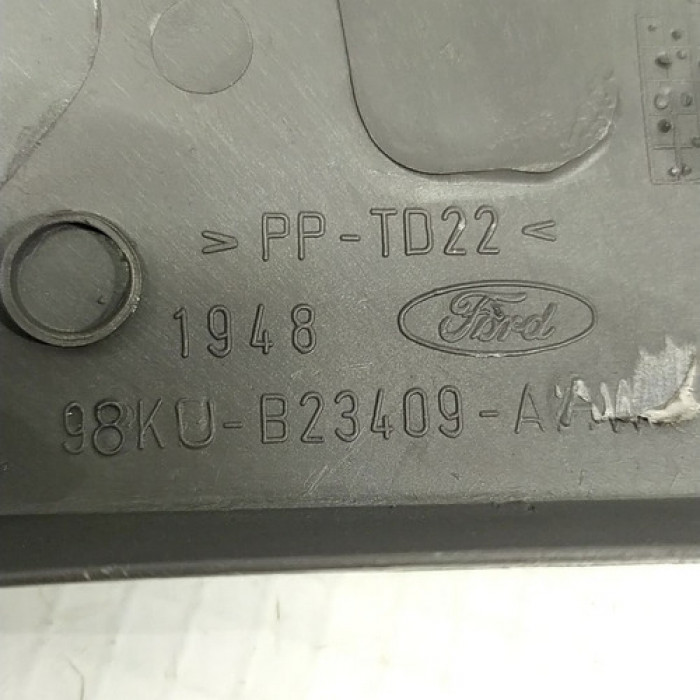 > PP-TD22 <
1948 Ford
98KU-B23409-A